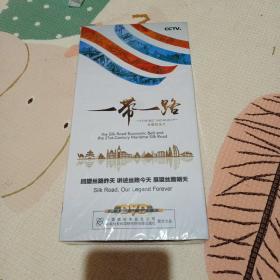 CCTV
一带一路
the Silk Road Economic Belt and
the 21st-Century Maritime Silk Road
回望丝路昨天 讲述丝路今天 展望丝路明天
Silk Road, Our Legend Forever
DVD